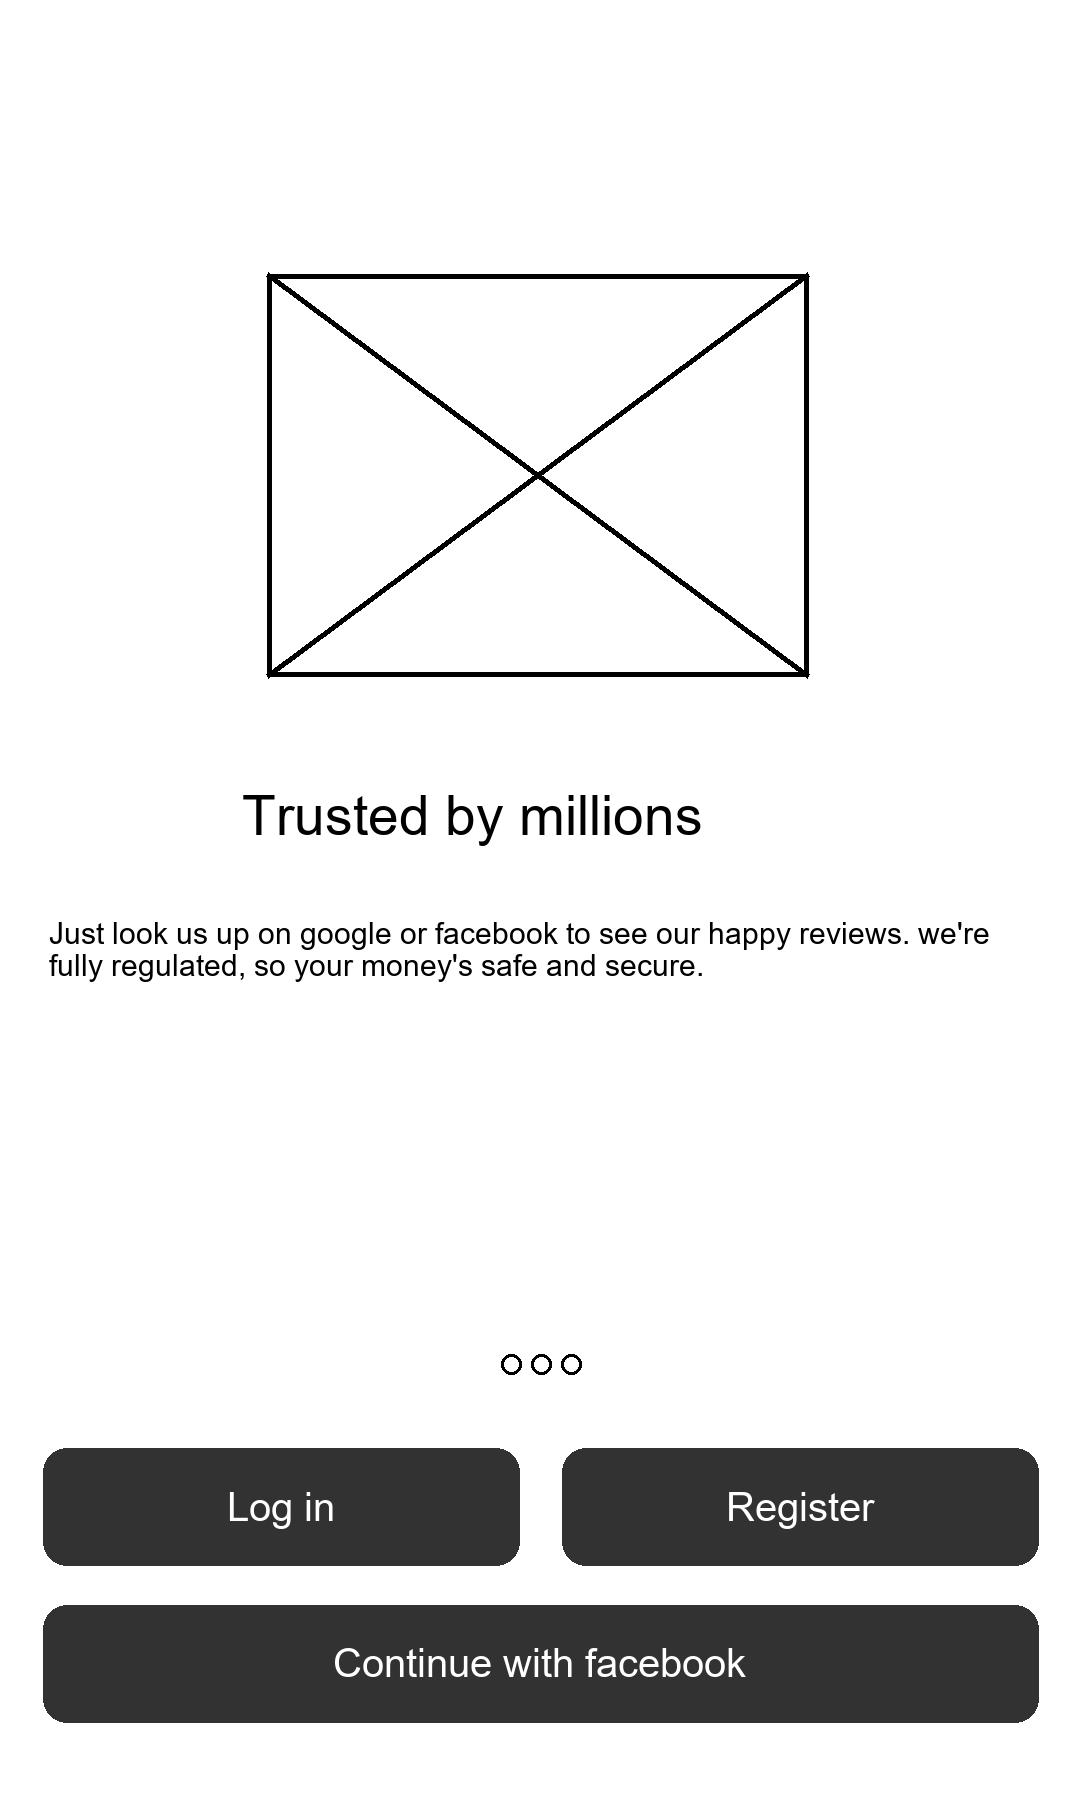 Trusted by millions
Just look us up on google or facebook to see our happy reviews. we're
fully regulated, so your money's safe and secure.
Log in
Register
Continue with facebook